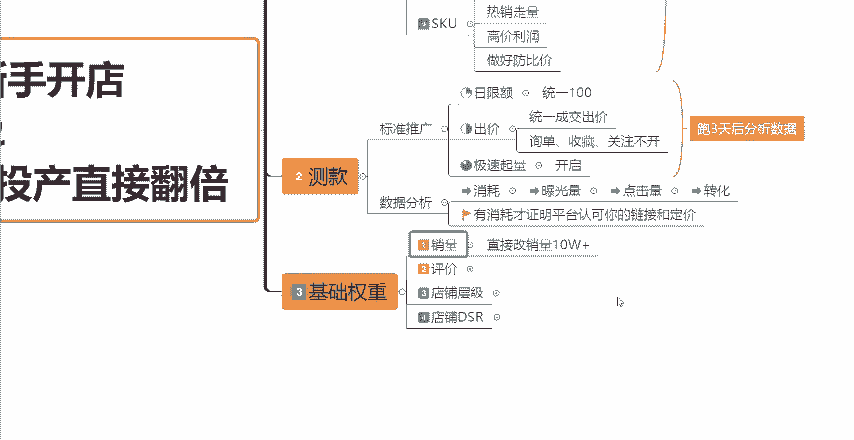 SKU
热销走量
高价利润
做好防比价
新手开店
投产直接翻倍
2 测款
标准推广
日限额
统一100
出价
统一成交出价
询单、收藏、关注不开
极速起量
开启
跑3天后分析数据
数据分析
消耗
曝光量
点击量
转化
有消耗才证明平台认可你的链接和定价
3 基础权重
1 销量
直接改销量10W+
2 评价
3 店铺层级
4 店铺DSR